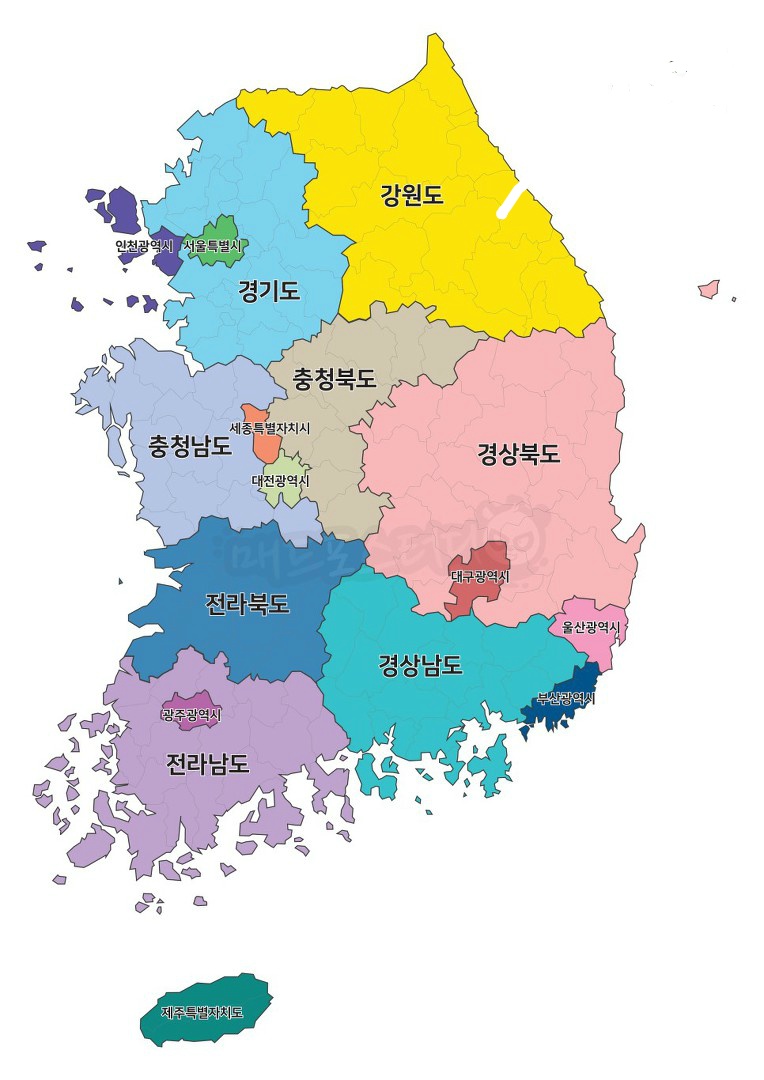 강원도
인천광역시
서울특별시
경기도
충청북도
세종특별자치시
충청남도
경상북도
대전광역시
대구광역시
전라북도
울산광역시
경상남도
부산광역시
광주광역시
전라남도
제주특별자치도